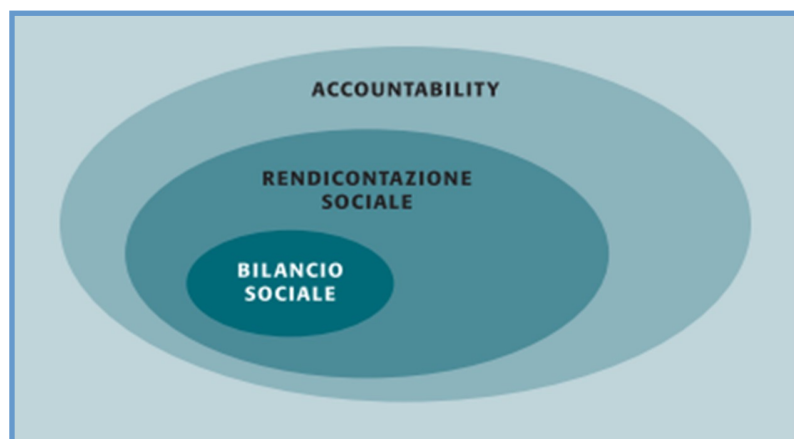 ACCOUNTABILITY
RENDICONTAZIONE
SOCIALE
BILANCIO
SOCIALE